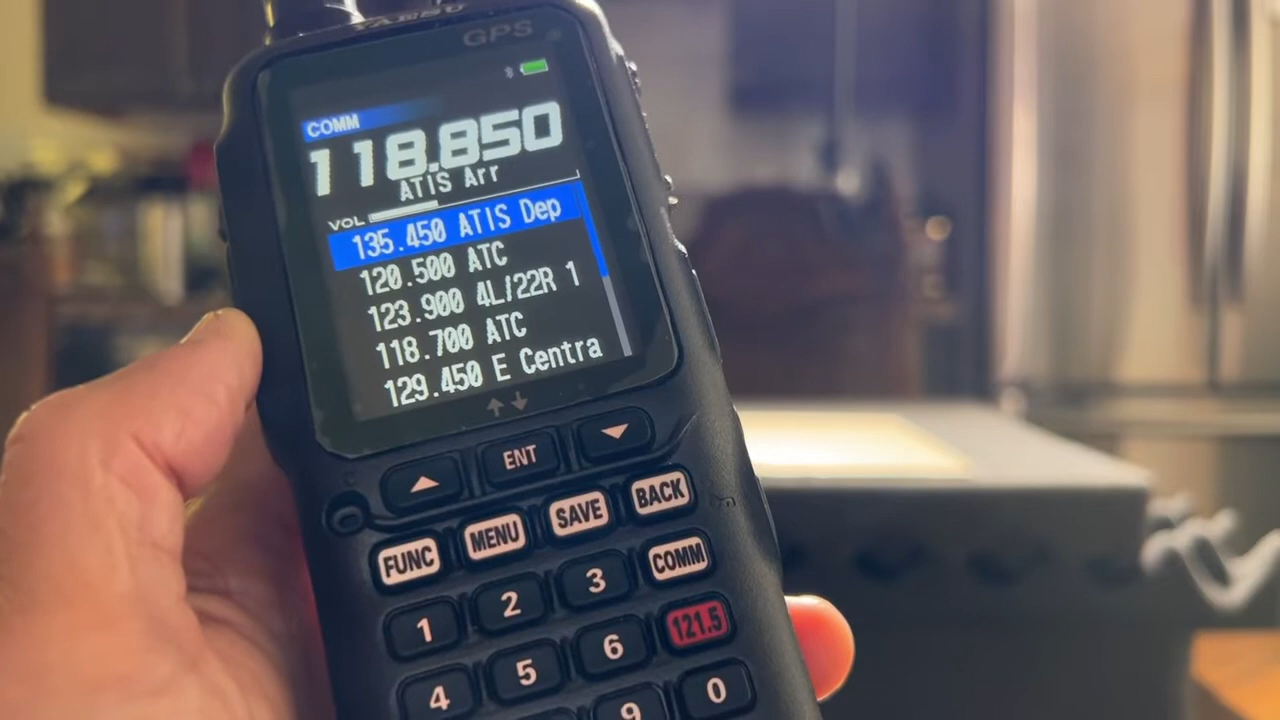 YAESU
GPS
COMM
118.850
ATIS Arr
VOL
135.450 ATIS Dep
120.500 ATC
123.900 4L/22R 1
118.700 ATC
129.450 E Centra
ENT
FUNC MENU SAVE BACK
1 2 3 COMM
4 5 6 121.5
9 0